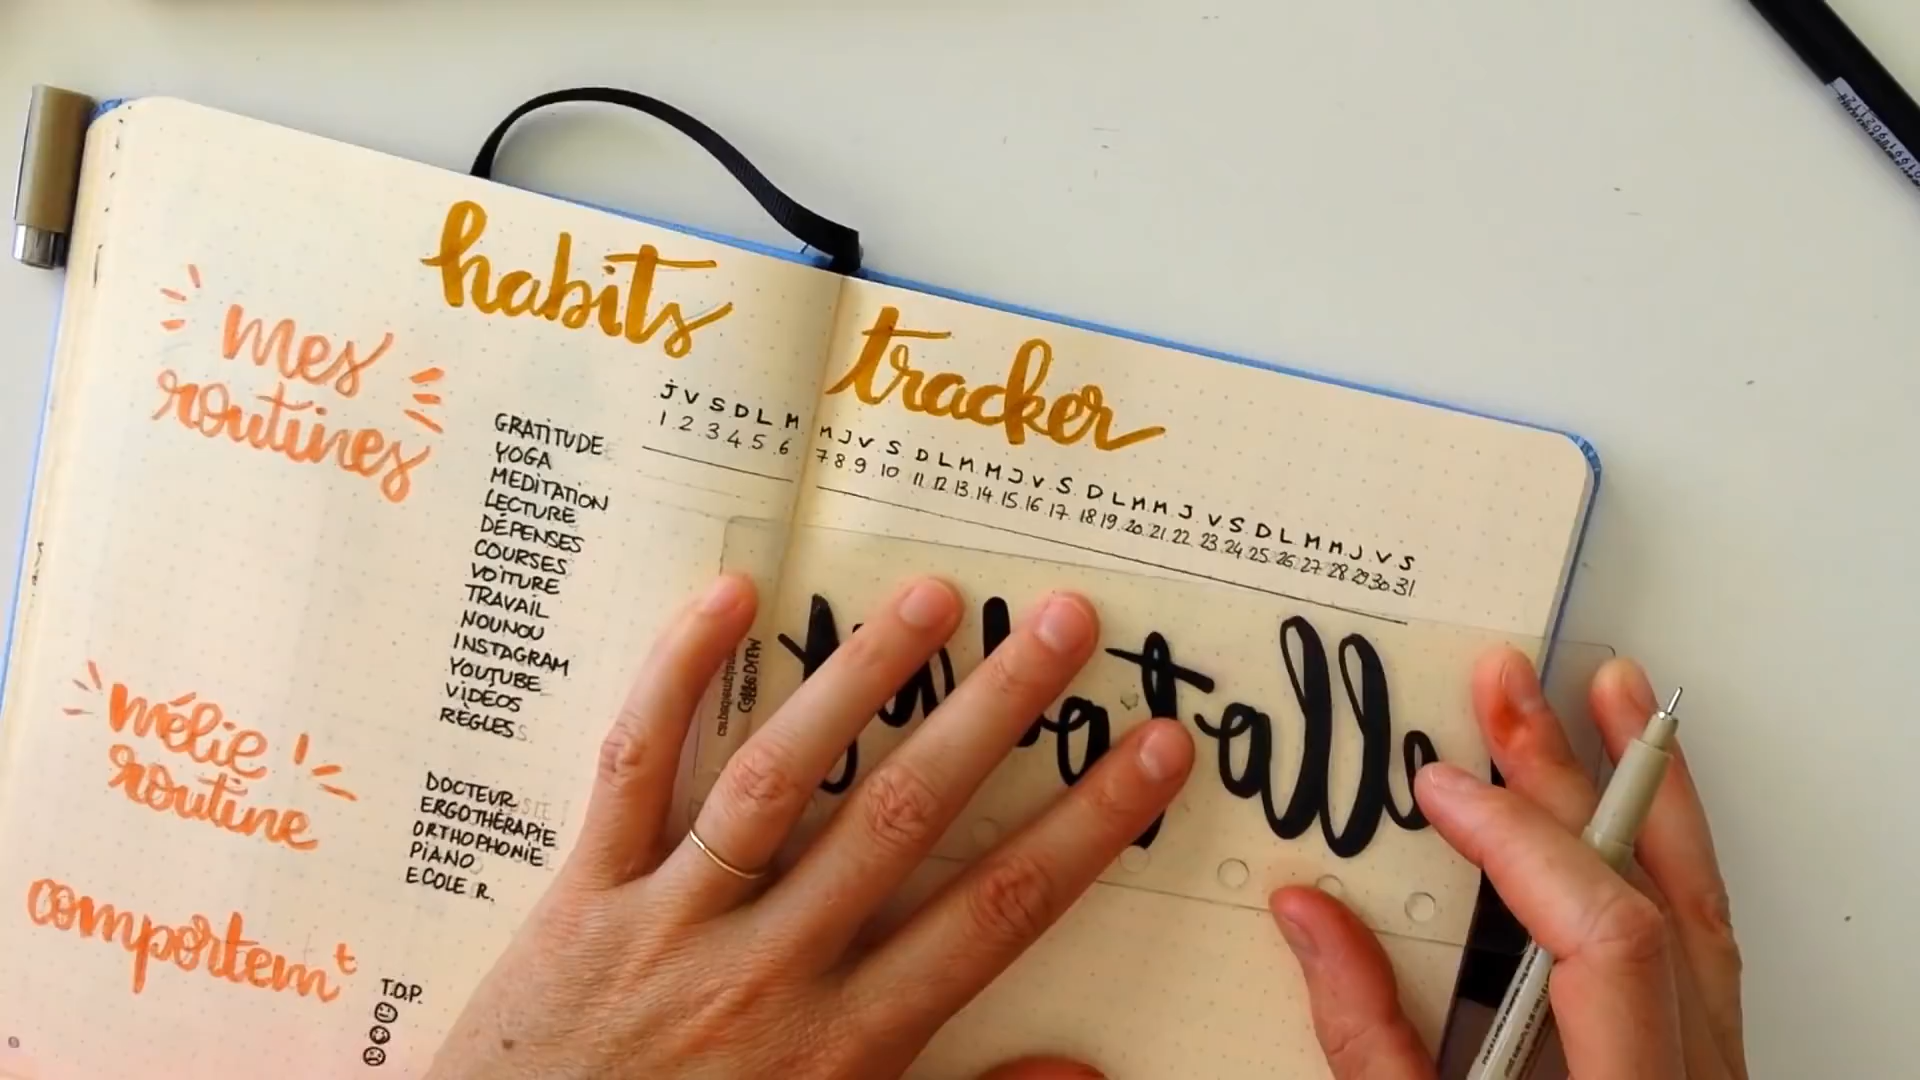 habits tracker
mes
routines
J V S D L M M J V S D L M M J V S D L M M J V S D L M M J V S
1 2 3 4 5 6 7 8 9 10 11 12 13 14 15 16 17 18 19 20 21 22 23 24 25 26 27 28 29 30 31
GRATITUDE
YOGA
MEDITATION
LECTURE
DÉPENSES
COURSES
VOITURE
TRAVAIL
NOUNOU
INSTAGRAM
YOUTUBE
VIDÉOS
RÈGLES
mélie
routine
DOCTEUR
ERGOTHÉRAPIE
ORTHOPHONIE
PIANO
ECOLE R.
comportemt
T.O.P.